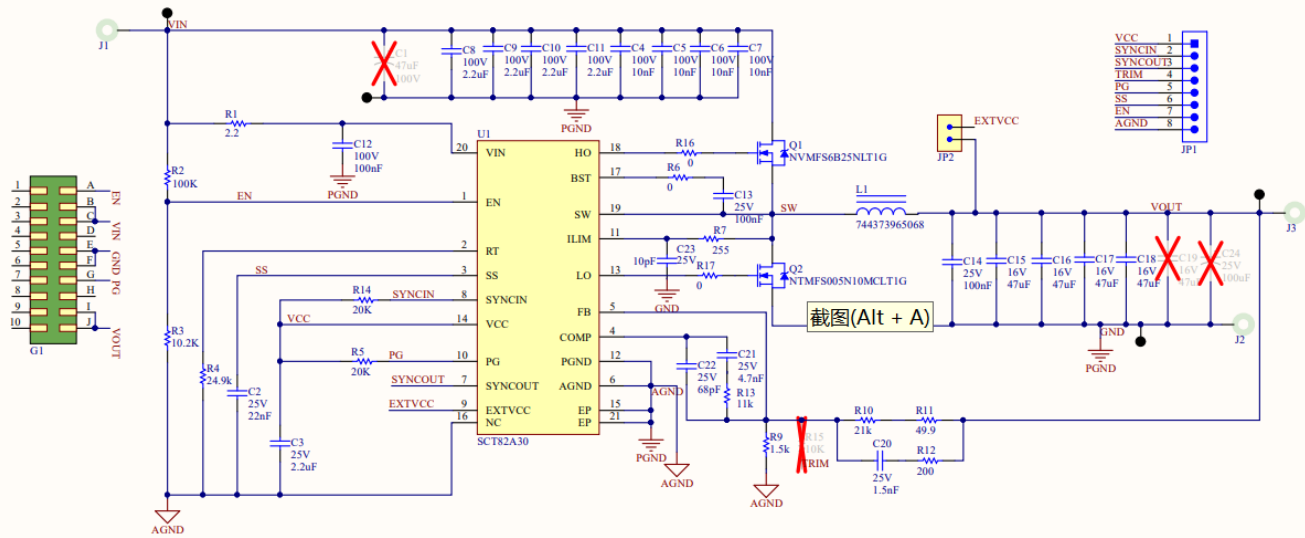 VIN
J1
C1
47uF
100V
C8
100V
2.2uF
C9
100V
2.2uF
C10
100V
2.2uF
C11
100V
2.2uF
C4
100V
10nF
C5
100V
10nF
C6
100V
10nF
C7
100V
10nF
PGND
VCC 1
SYNCIN 2
SYNCOUT 3
TRIM 4
PG 5
SS 6
EN 7
AGND 8
JP1
R1
2.2
C12
100V
100nF
PGND
R2
100K
EN
R3
10.2K
R4
24.9k
SS
C2
25V
22nF
R14
20K
SYNCIN
VCC
R5
20K
PG
SYNCOUT
EXTVCC
C3
25V
2.2uF
AGND
U1
20 VIN
1 EN
2 RT
3 SS
8 SYNCIN
14 VCC
10 PG
7 SYNCOUT
9 EXTVCC
16 NC
HO 18
BST 17
SW 19
ILIM 11
LO 13
FB 5
COMP 4
PGND 12
AGND 6
EP 15
EP 21
SCT82A30
PGND
AGND
AGND
R16
0
R6
0
Q1
NVMFS6B25NLT1G
C13
25V
100nF
SW
L1
744373965068
R7
255
C23
25V
10pF
R17
0
GND
Q2
NTMFS005N10MCLT1G
截图(Alt + A)
EXTVCC
JP2
C14
25V
100nF
C15
16V
47uF
C16
16V
47uF
C17
16V
47uF
C18
16V
47uF
C19
16V
47uF
C24
25V
100uF
VOUT
J3
GND
J2
PGND
C22
25V
68pF
C21
25V
4.7nF
R13
11k
R9
1.5k
AGND
R15
10K
TRIM
R10
21k
R11
49.9
C20
25V
1.5nF
R12
200
1 A
2 B
3 C
4 D
5 E
6 F
7 G
8 H
9 I
10 J
EN
VIN
GND
PG
VOUT
G1